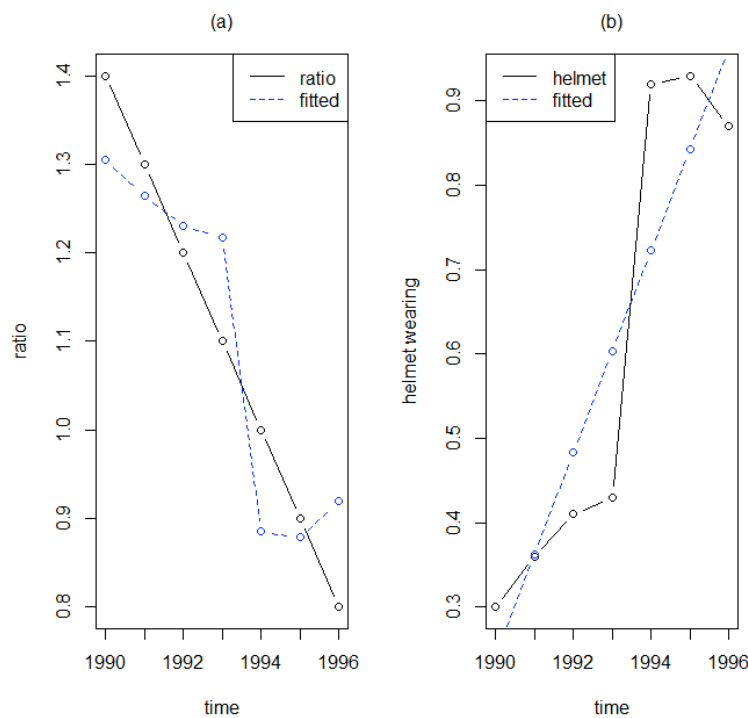 (a)
ratio
fitted
1.4
1.3
1.2
1.1
1.0
0.9
0.8
ratio
1990
1992
1994
1996
time
(b)
helmet
fitted
0.9
0.8
0.7
0.6
0.5
0.4
0.3
helmet wearing
1990
1992
1994
1996
time